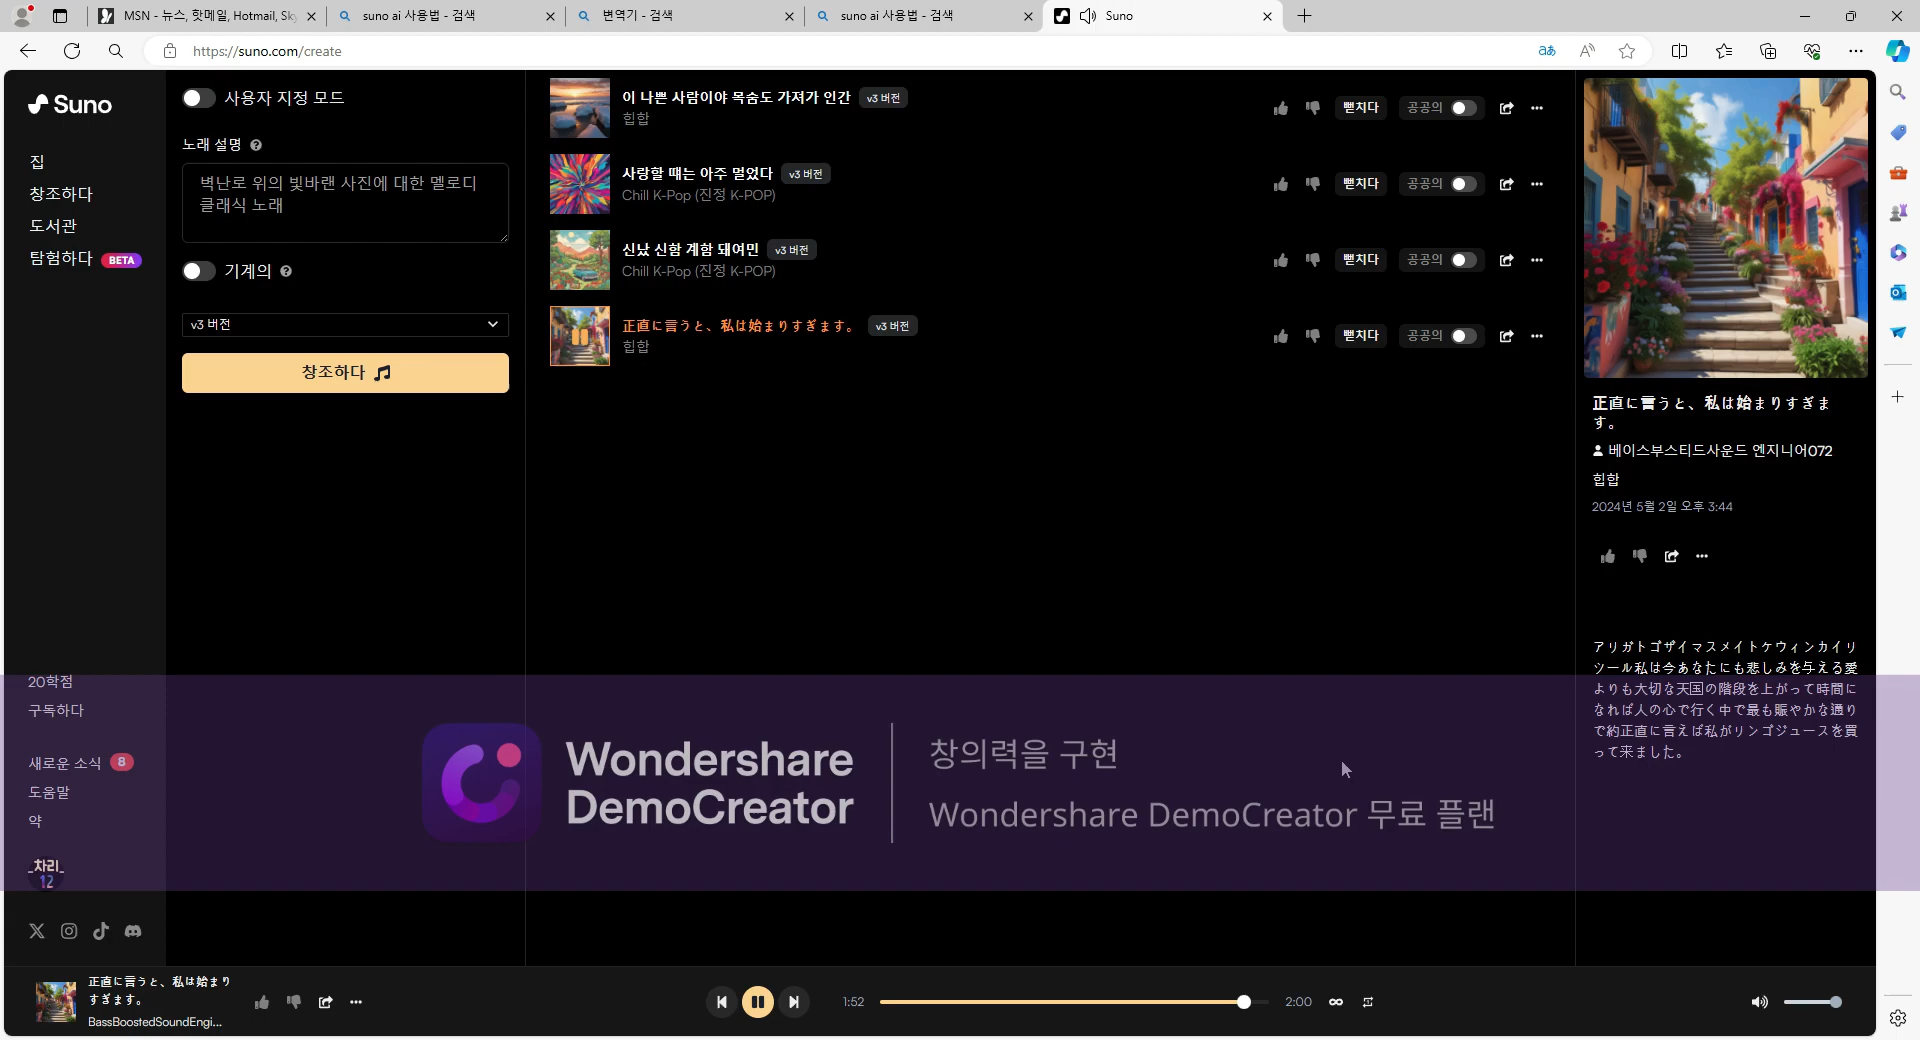 MSN - 뉴스, 핫메일, Hotmail, Sk
suno ai 사용법 - 검색
변역기 - 검색
suno ai 사용법 - 검색
Suno
https://suno.com/create
Suno
집
창조하다
도서관
탐험하다 BETA
20학점
구독하다
새로운 소식 8
도움말
약
_차리_
12
사용자 지정 모드
노래 설명
벽난로 위의 빛바랜 사진에 대한 멜로디
클래식 노래
기계의
v3 버전
창조하다
이 나쁜 사람이야 목숨도 가져가 인간 v3 버전
힙합
뻗치다 공공의
사랑할 때는 아주 멀었다 v3 버전
Chill K-Pop (진정 K-POP)
뻗치다 공공의
신났 신함 계함 돼여민 v3 버전
Chill K-Pop (진정 K-POP)
뻗치다 공공의
正直に言うと、私は始まりすぎます。 v3 버전
힙합
뻗치다 공공의
正直に言うと、私は始まりすぎま
す。
베이스부스티드사운드 엔지니어072
힙합
2024년 5월 2일 오후 3:44
アリガトゴザイマスメイトケウィンカイリ
ツール私は今あなたにも悲しみを与える愛
よりも大切な天国の階段を上がって時間に
なれば人の心で行く中で最も賑やかな通り
で約正直に言えば私がリンゴジュースを買
って来ました。
Wondershare
DemoCreator
창의력을 구현
Wondershare DemoCreator 무료 플랜
正直に言うと、私は始まり
すぎます。
BassBoostedSoundEngi...
1:52
2:00